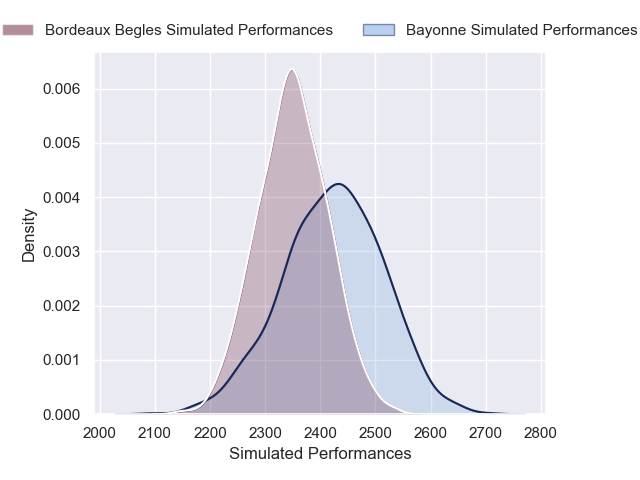 Bordeaux Begles Simulated Performances
Bayonne Simulated Performances
0.006
0.005
0.004
0.003
0.002
0.001
0.000
Density
2000 2100 2200 2300 2400 2500 2600 2700 2800
Simulated Performances